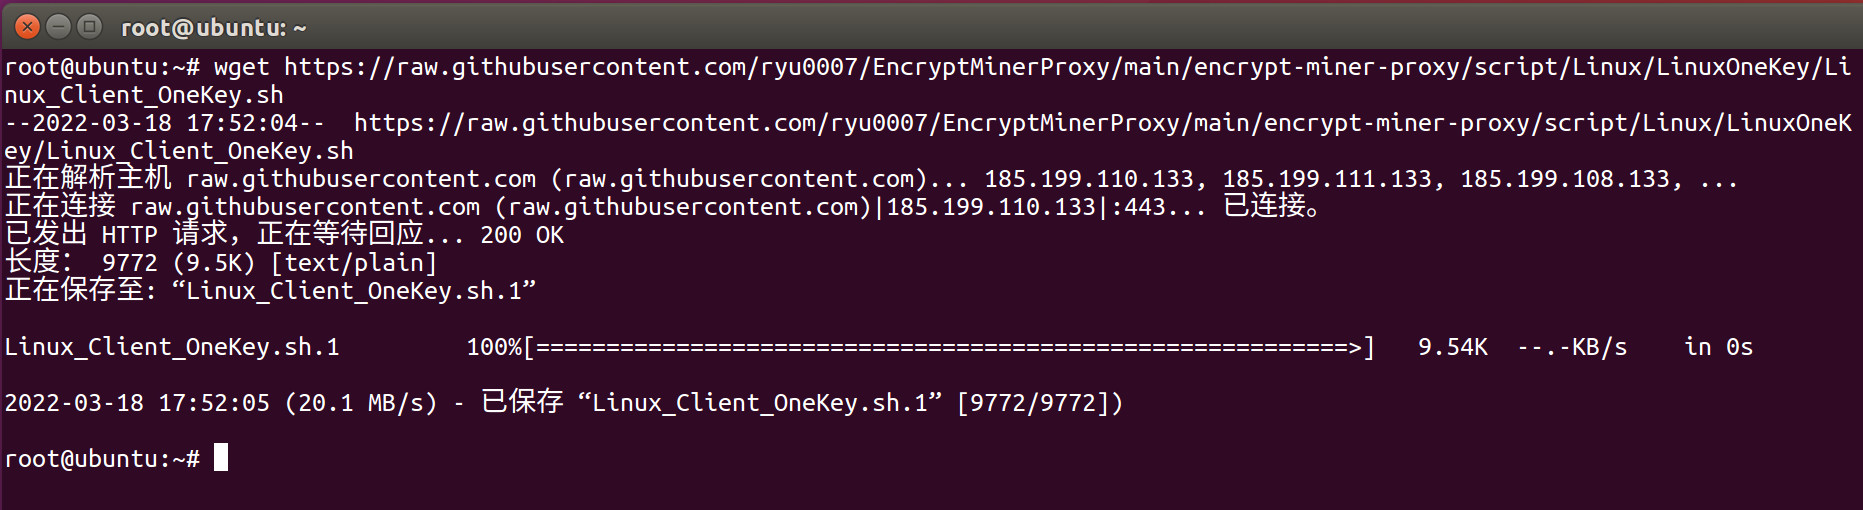 root@ubuntu: ~
root@ubuntu:~# wget https://raw.githubusercontent.com/ryu0007/EncryptMinerProxy/main/encrypt-miner-proxy/script/Linux/LinuxOneKey/Li
nux_Client_OneKey.sh
--2022-03-18 17:52:04--  https://raw.githubusercontent.com/ryu0007/EncryptMinerProxy/main/encrypt-miner-proxy/script/Linux/LinuxOneK
ey/Linux_Client_OneKey.sh
正在解析主机 raw.githubusercontent.com (raw.githubusercontent.com)... 185.199.110.133, 185.199.111.133, 185.199.108.133, ...
正在连接 raw.githubusercontent.com (raw.githubusercontent.com)|185.199.110.133|:443... 已连接。
已发出 HTTP 请求，正在等待回应... 200 OK
长度： 9772 (9.5K) [text/plain]
正在保存至: “Linux_Client_OneKey.sh.1”
Linux_Client_OneKey.sh.1         100%[==========================================================>]   9.54K  --.-KB/s    in 0s
2022-03-18 17:52:05 (20.1 MB/s) - 已保存 “Linux_Client_OneKey.sh.1” [9772/9772])
root@ubuntu:~#